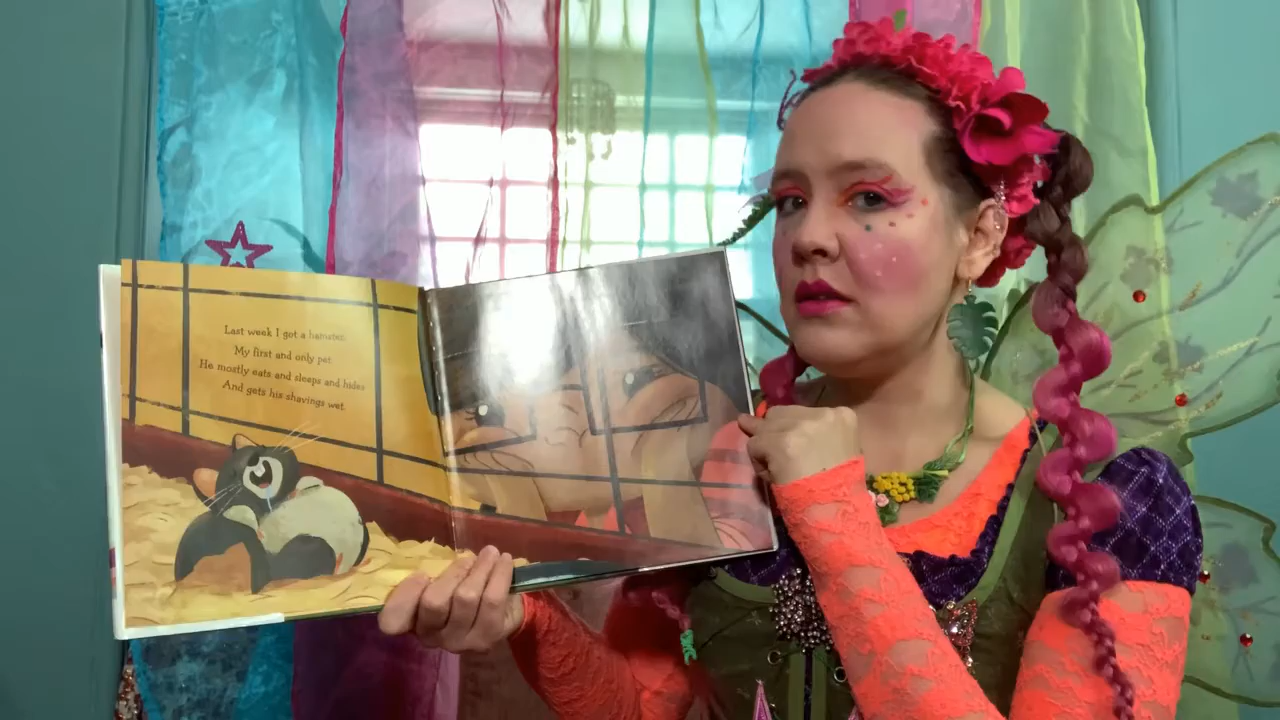 Last week I got a hamster.
My first and only pet.
He mostly eats and sleeps and hides
And gets his shavings wet.